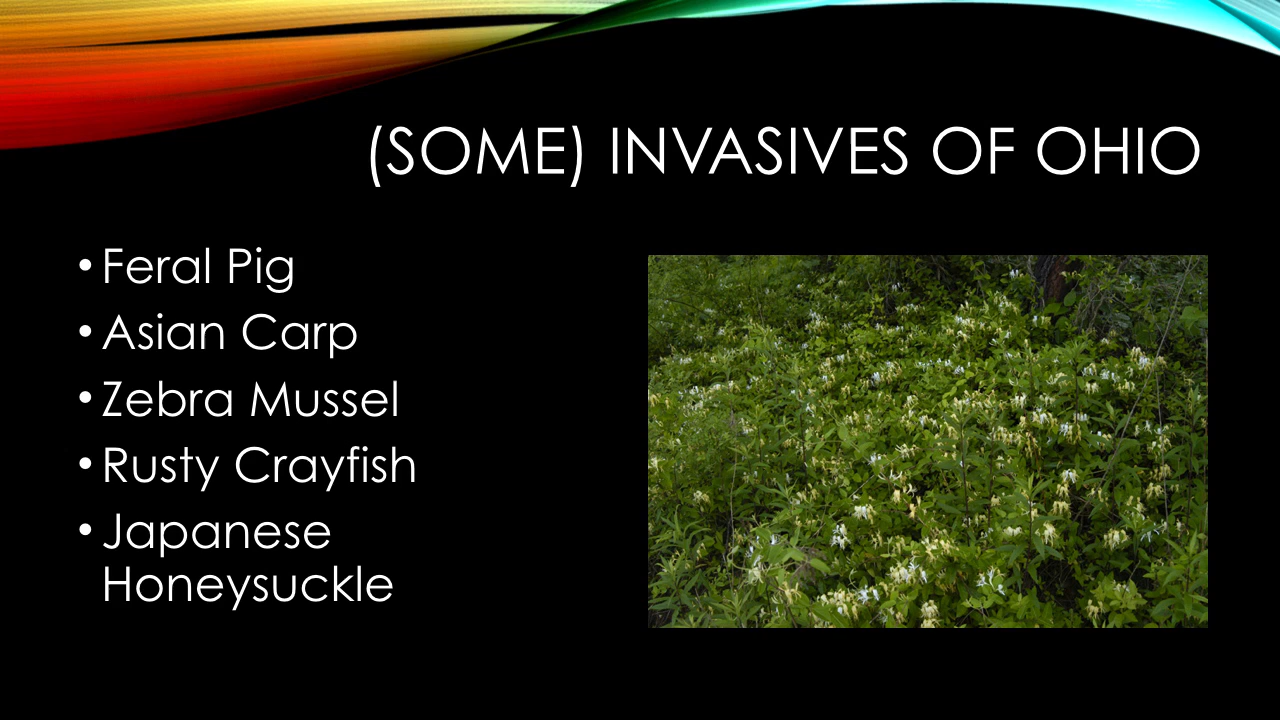 (SOME) INVASIVES OF OHIO
• Feral Pig
• Asian Carp
• Zebra Mussel
• Rusty Crayfish
• Japanese
Honeysuckle